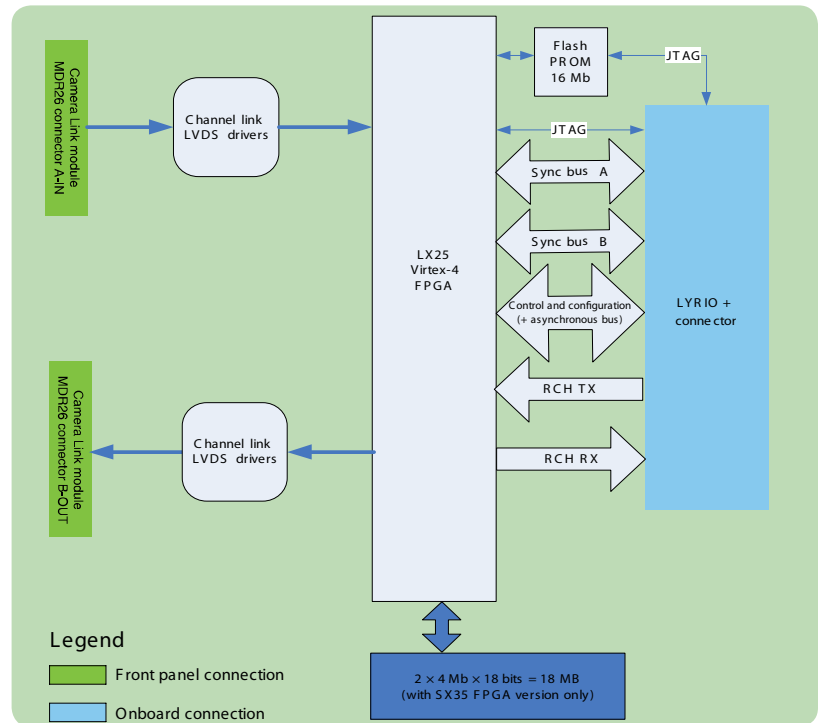 Camera Link module
MDR26 connector A-IN
Channel link
LVDS drivers
LX25
Virtex-4
FPGA
Flash
PROM
16 Mb
JTAG
JTAG
Sync bus A
Sync bus B
Control and configuration
(+ asynchronous bus)
RCH TX
RCH RX
LYRIO +
connector
Camera Link module
MDR26 connector B-OUT
Channel link
LVDS drivers
2 × 4 Mb × 18 bits = 18 MB
(with SX35 FPGA version only)
Legend
Front panel connection
Onboard connection